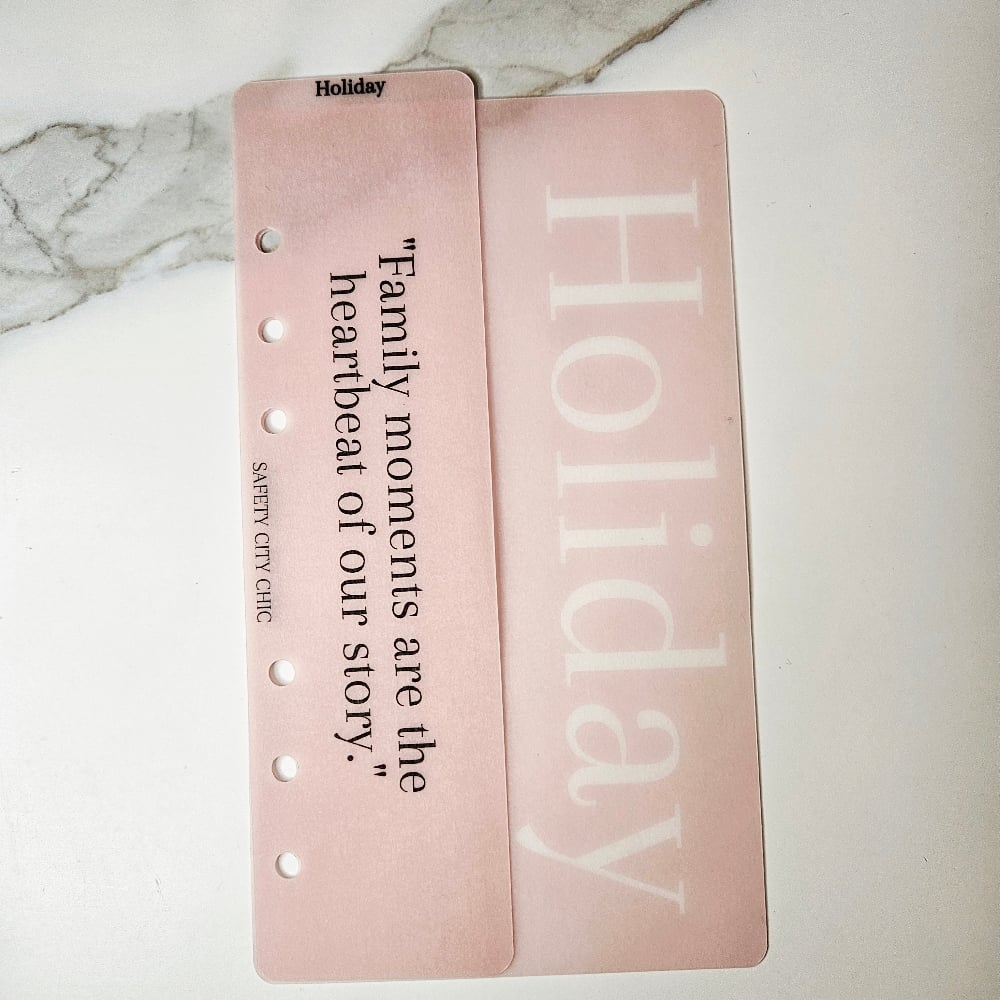 Holiday
"Family moments are the
heartbeat of our story."
SAFETY CITY CHIC
Holiday